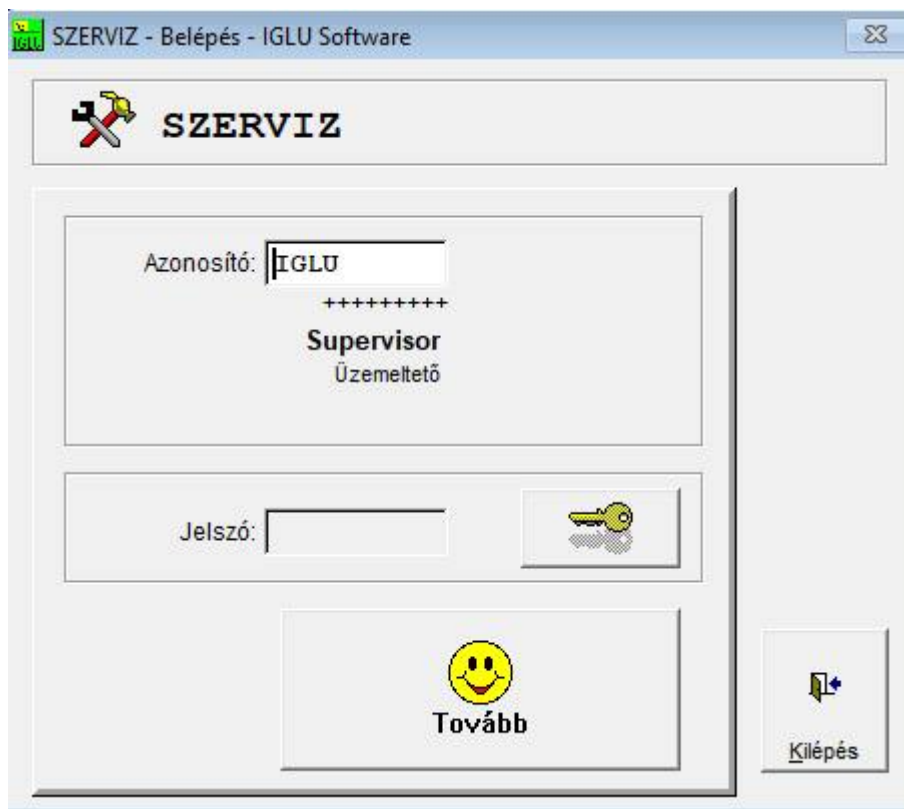 SZERVIZ - Belépés - IGLU Software
SZERVIZ
Azonosító: IGLU
+++++++++
Supervisor
Üzemeltető
Jelszó:
Tovább
Kilépés